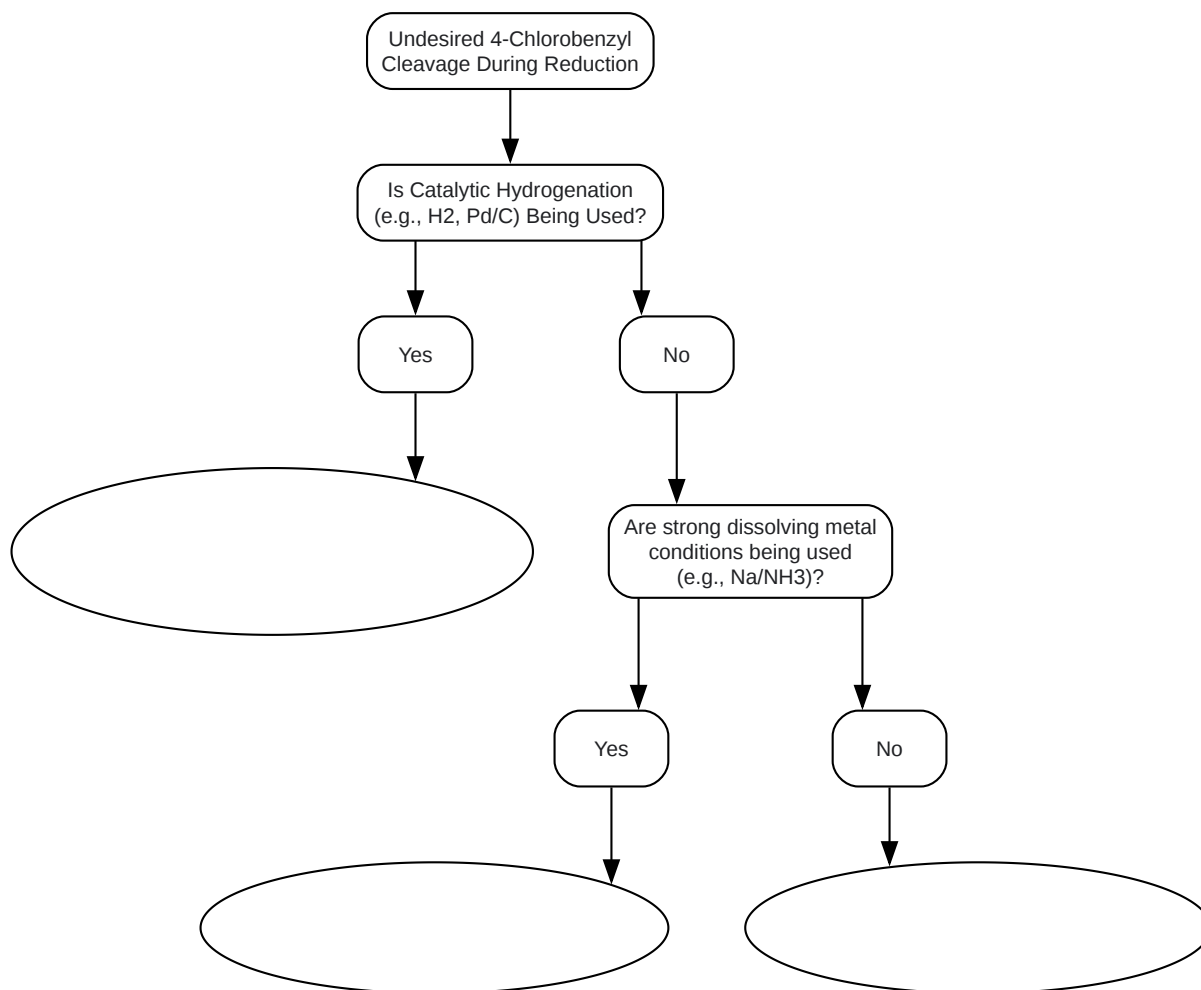 Undesired 4-Chlorobenzyl
Cleavage During Reduction
Is Catalytic Hydrogenation
(e.g., H2, Pd/C) Being Used?
Yes
No
Are strong dissolving metal
conditions being used
(e.g., Na/NH3)?
Yes
No